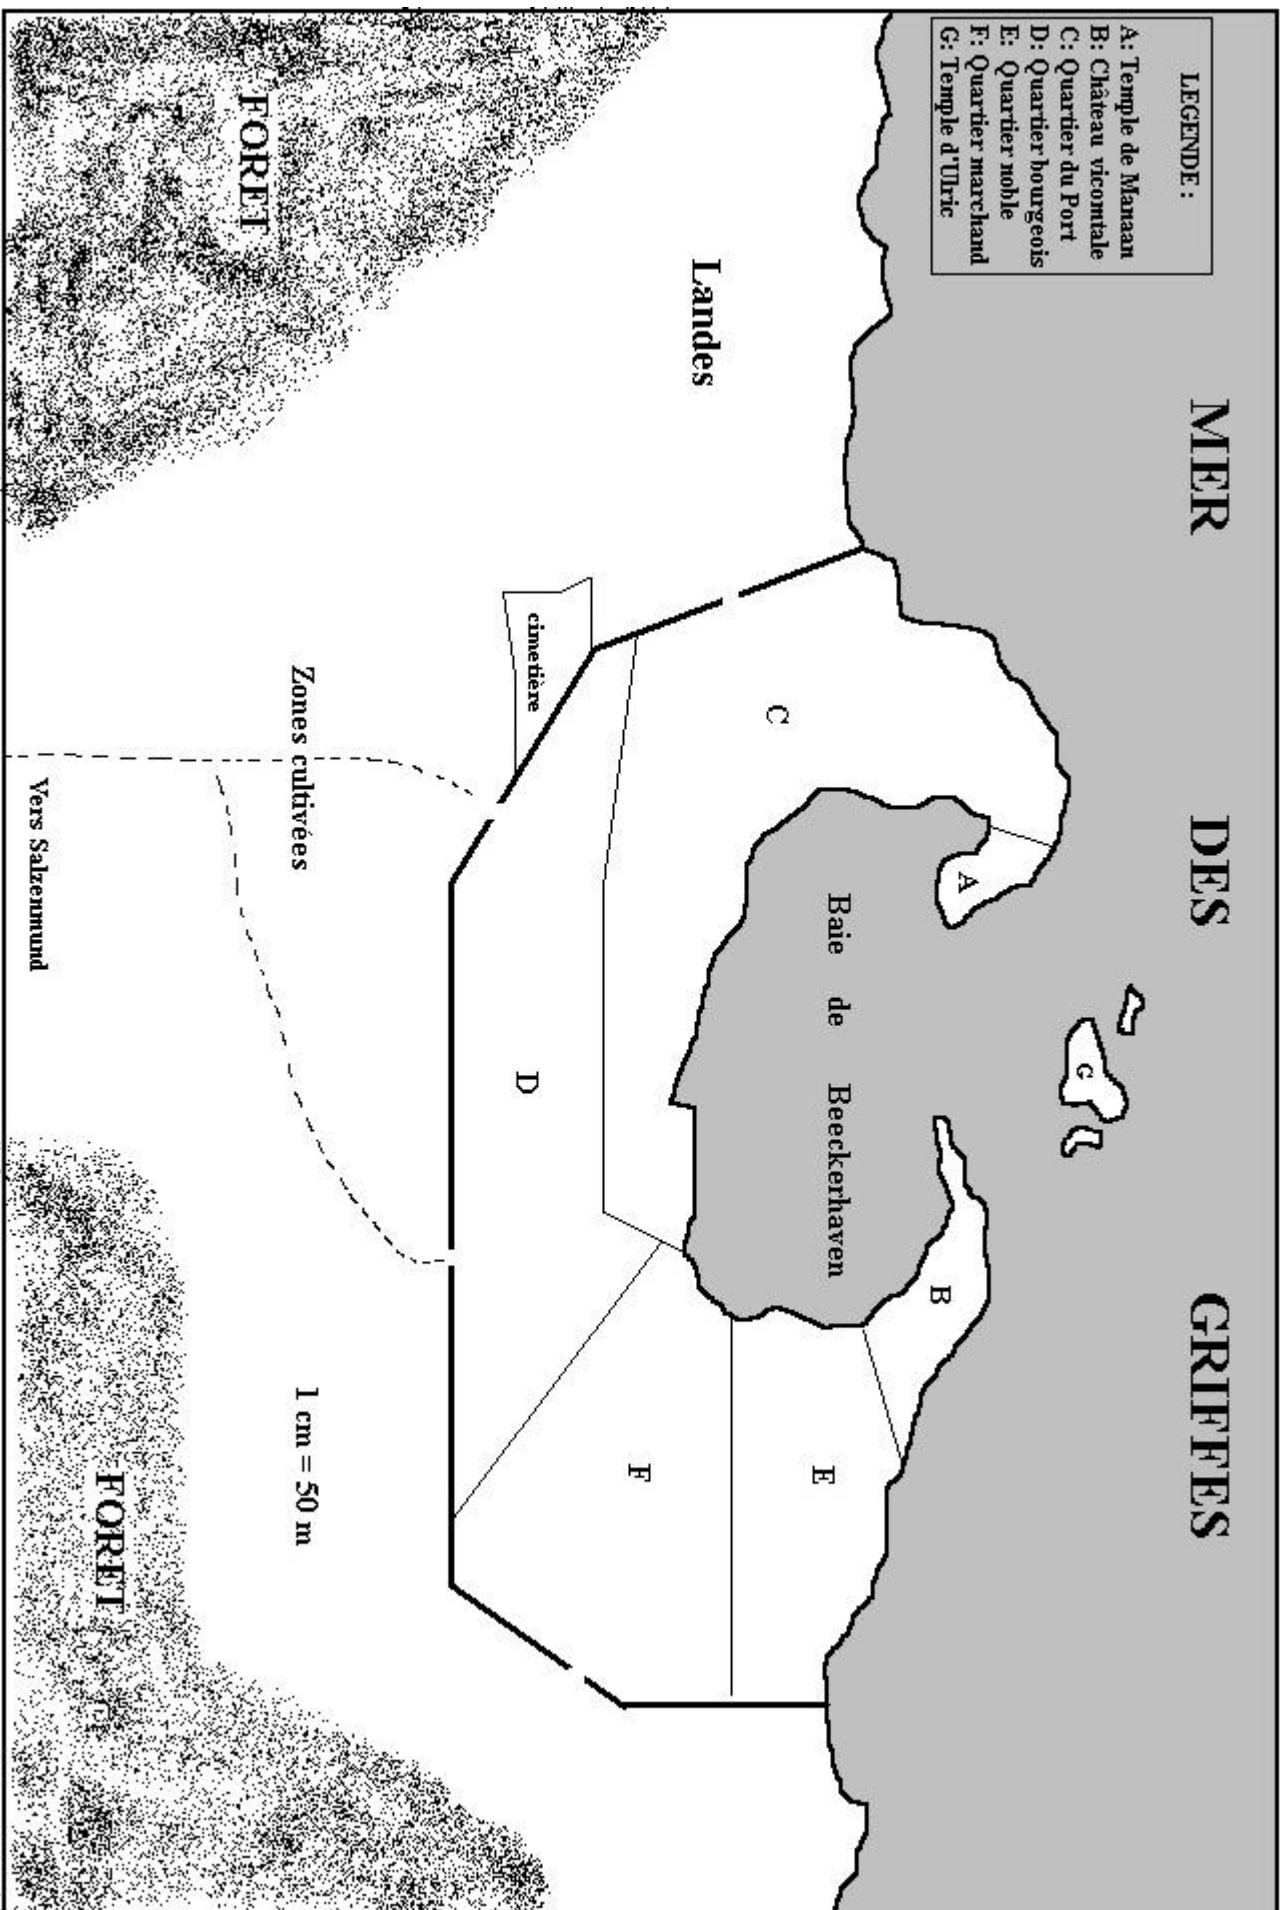 LEGENDE :
A: Temple de Manaan
B: Château vicomtale
C: Quartier du Port
D: Quartier bourgeois
E: Quartier noble
F: Quartier marchand
G: Temple d'Ulric
MER DES GRIFFES
G
A
B
Baie de Beeckerhaven
C
E
Landes
F
cimetière
D
Zones cultivées
1 cm = 50 m
FORET
FORET
Vers Salzenmund